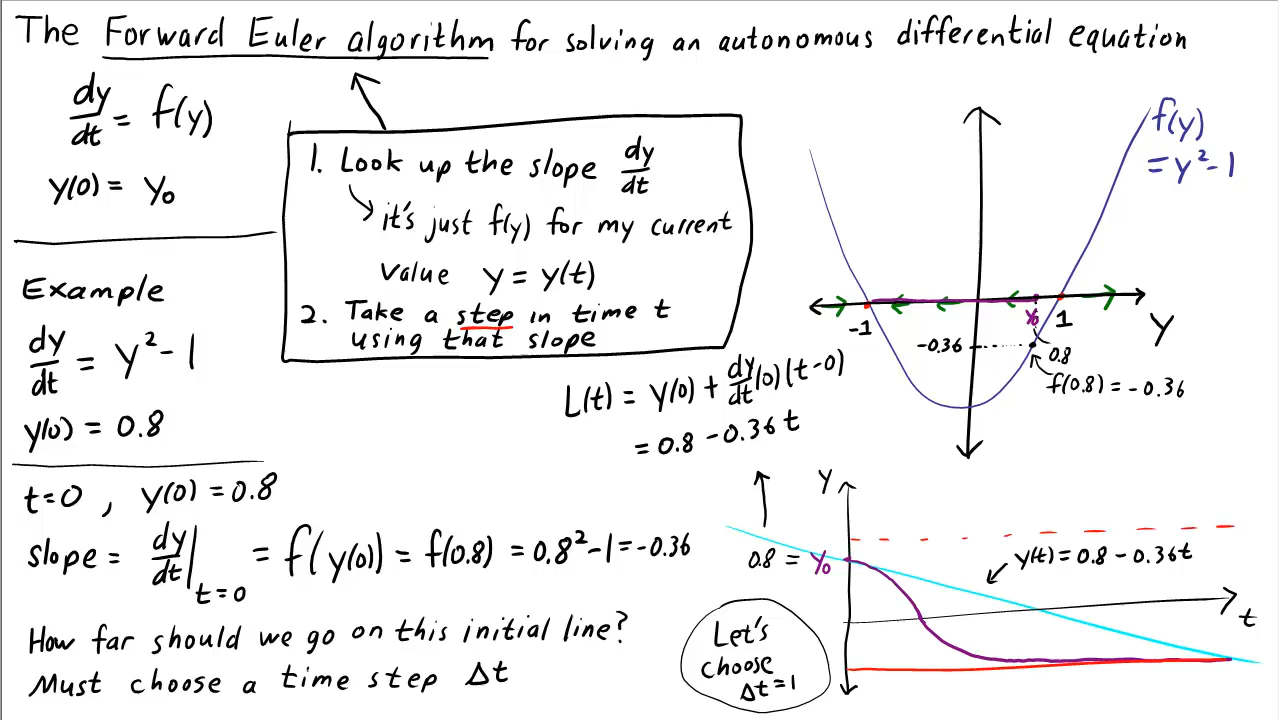 The Forward Euler algorithm for solving an autonomous differential equation
dy/dt = f(y)
y(0) = y₀
1. Look up the slope dy/dt
it's just f(y) for my current
value y = y(t)
2. Take a step in time t
using that slope
f(y)
= y² - 1
-1
y₀
1
y
-0.36
0.8
f(0.8) = -0.36
Example
dy/dt = y² - 1
y(0) = 0.8
L(t) = y(0) + dy/dt(0)(t-0)
= 0.8 - 0.36 t
t=0 , y(0) = 0.8
slope = dy/dt|t=0 = f(y(0)) = f(0.8) = 0.8² - 1 = -0.36
How far should we go on this initial line?
Must choose a time step Δt
Let's
choose
Δt = 1
y
0.8 = y₀
y(t) = 0.8 - 0.36t
t